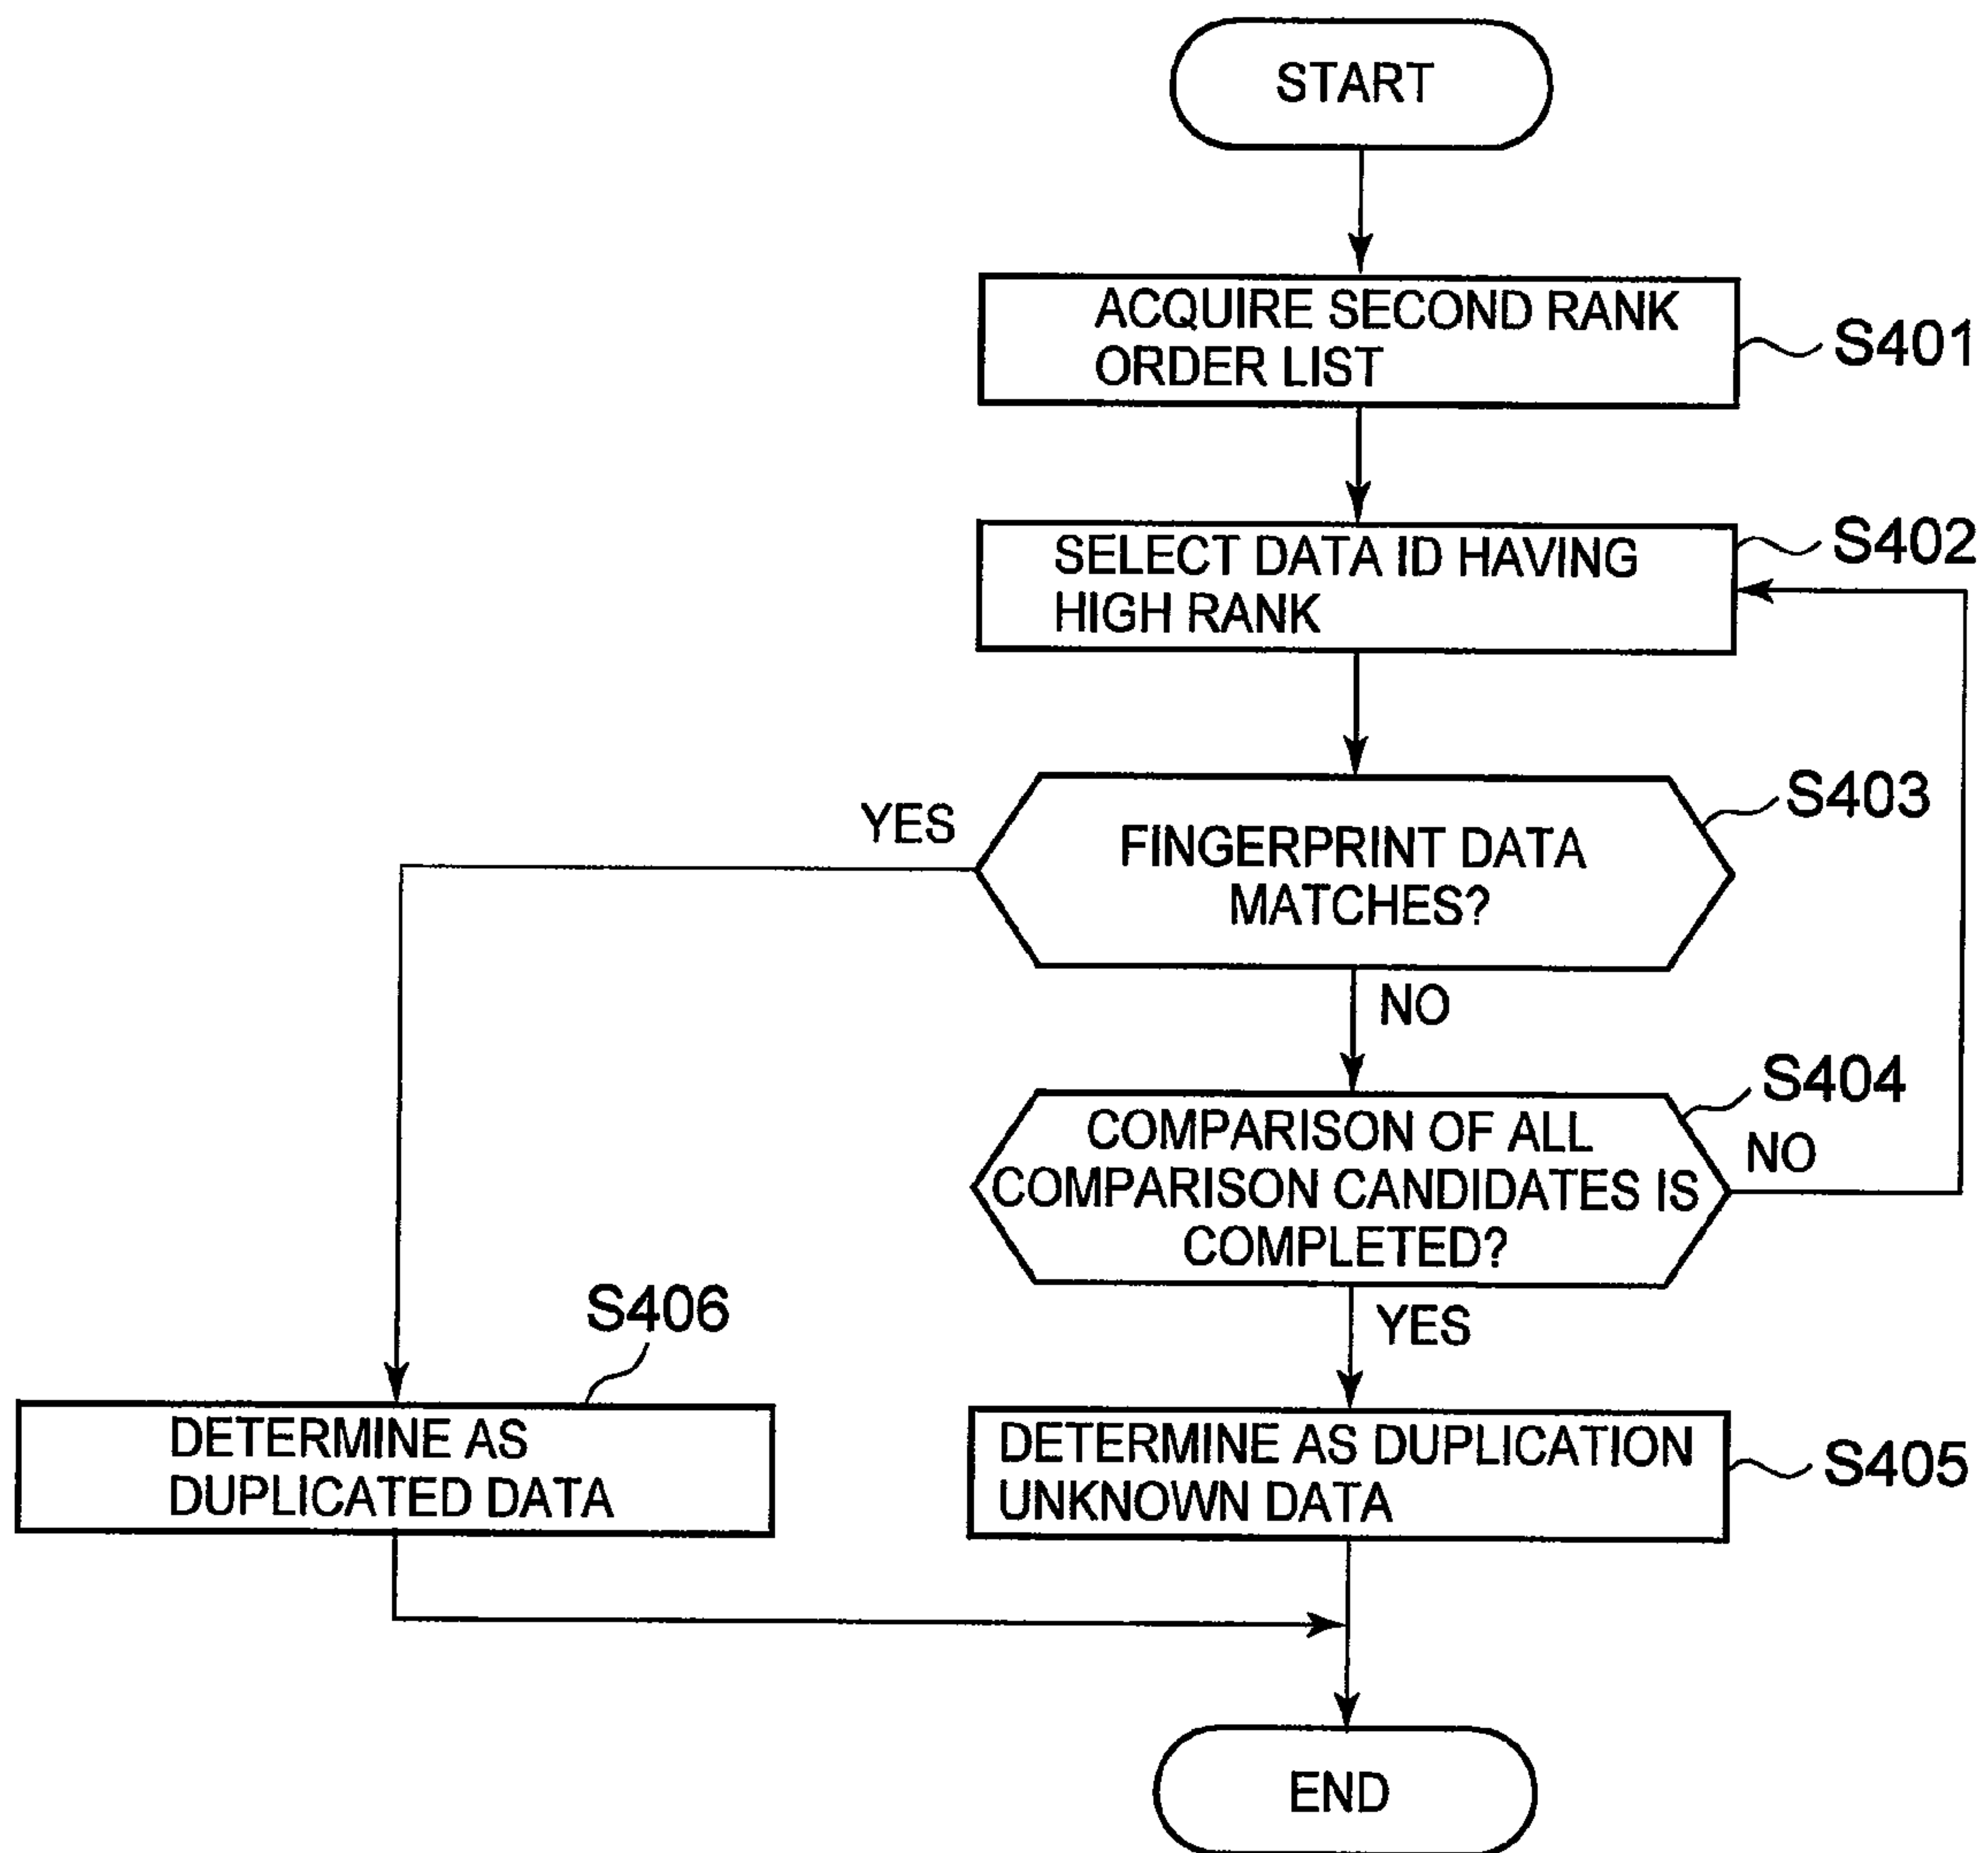 START
ACQUIRE SECOND RANK
ORDER LIST
S401
SELECT DATA ID HAVING
HIGH RANK
S402
FINGERPRINT DATA
MATCHES?
S403
YES
NO
COMPARISON OF ALL
COMPARISON CANDIDATES IS
COMPLETED?
S404
NO
YES
S406
DETERMINE AS
DUPLICATED DATA
DETERMINE AS DUPLICATION
UNKNOWN DATA
S405
END